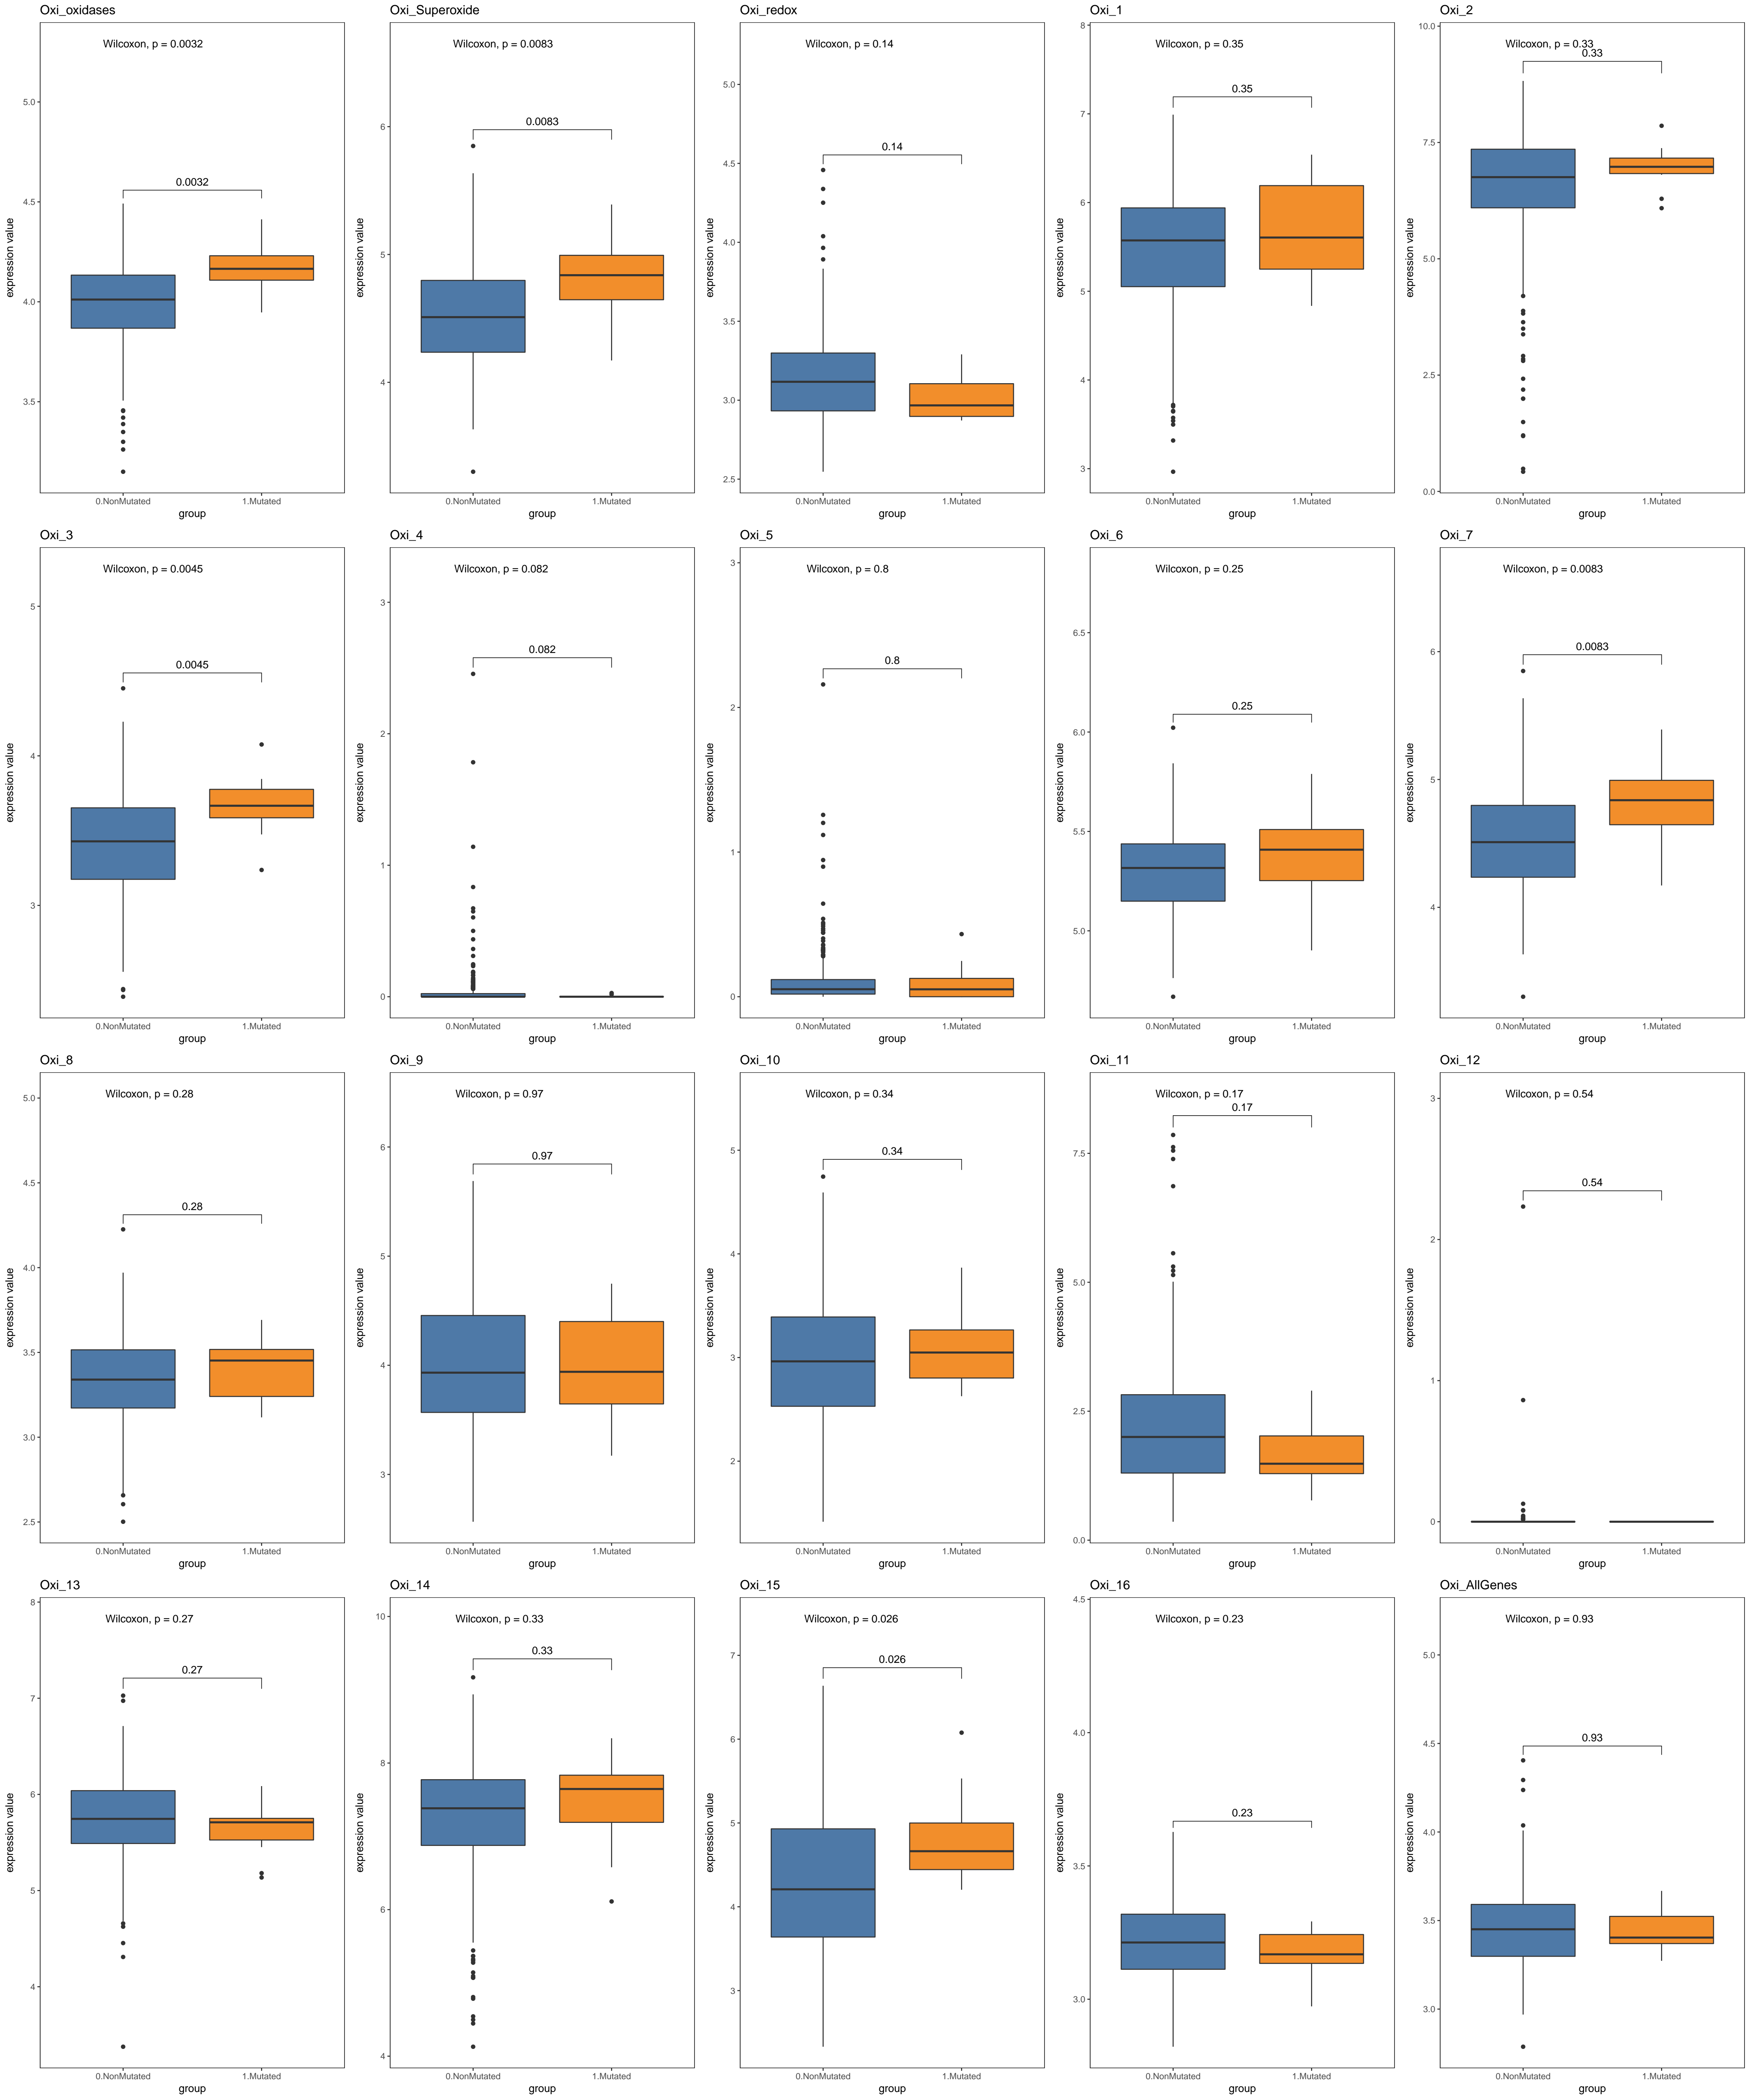 Oxi_oxidases
Wilcoxon, p = 0.0032
0.0032
expression value
5.0
4.5
4.0
3.5
0.NonMutated
1.Mutated
group
Oxi_Superoxide
Wilcoxon, p = 0.0083
0.0083
expression value
6
5
4
0.NonMutated
1.Mutated
group
Oxi_redox
Wilcoxon, p = 0.14
0.14
expression value
5.0
4.5
4.0
3.5
3.0
2.5
0.NonMutated
1.Mutated
group
Oxi_1
Wilcoxon, p = 0.35
0.35
expression value
8
7
6
5
4
3
0.NonMutated
1.Mutated
group
Oxi_2
Wilcoxon, p = 0.33
0.33
expression value
10.0
7.5
5.0
2.5
0.0
0.NonMutated
1.Mutated
group
Oxi_3
Wilcoxon, p = 0.0045
0.0045
expression value
5
4
3
0.NonMutated
1.Mutated
group
Oxi_4
Wilcoxon, p = 0.082
0.082
expression value
3
2
1
0
0.NonMutated
1.Mutated
group
Oxi_5
Wilcoxon, p = 0.8
0.8
expression value
3
2
1
0
0.NonMutated
1.Mutated
group
Oxi_6
Wilcoxon, p = 0.25
0.25
expression value
6.5
6.0
5.5
5.0
0.NonMutated
1.Mutated
group
Oxi_7
Wilcoxon, p = 0.0083
0.0083
expression value
6
5
4
0.NonMutated
1.Mutated
group
Oxi_8
Wilcoxon, p = 0.28
0.28
expression value
5.0
4.5
4.0
3.5
3.0
2.5
0.NonMutated
1.Mutated
group
Oxi_9
Wilcoxon, p = 0.97
0.97
expression value
6
5
4
3
0.NonMutated
1.Mutated
group
Oxi_10
Wilcoxon, p = 0.34
0.34
expression value
5
4
3
2
0.NonMutated
1.Mutated
group
Oxi_11
Wilcoxon, p = 0.17
0.17
expression value
7.5
5.0
2.5
0.0
0.NonMutated
1.Mutated
group
Oxi_12
Wilcoxon, p = 0.54
0.54
expression value
3
2
1
0
0.NonMutated
1.Mutated
group
Oxi_13
Wilcoxon, p = 0.27
0.27
expression value
8
7
6
5
4
0.NonMutated
1.Mutated
group
Oxi_14
Wilcoxon, p = 0.33
0.33
expression value
10
8
6
4
0.NonMutated
1.Mutated
group
Oxi_15
Wilcoxon, p = 0.026
0.026
expression value
7
6
5
4
3
0.NonMutated
1.Mutated
group
Oxi_16
Wilcoxon, p = 0.23
0.23
expression value
4.5
4.0
3.5
3.0
0.NonMutated
1.Mutated
group
Oxi_AllGenes
Wilcoxon, p = 0.93
0.93
expression value
5.0
4.5
4.0
3.5
3.0
0.NonMutated
1.Mutated
group